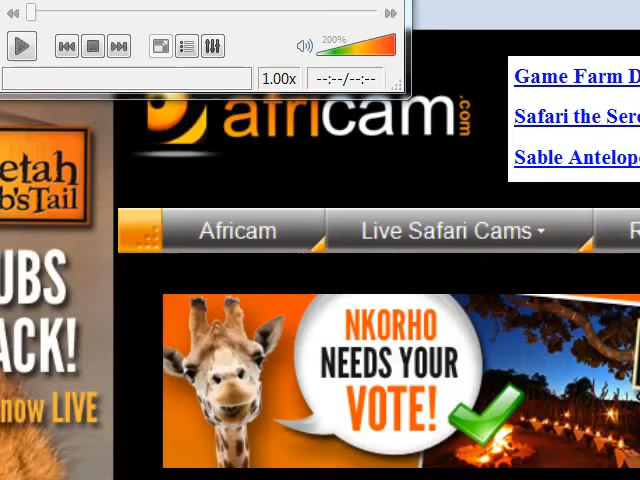 200%
1.00x
--:--/--:--
africam.com
Game Farm D
Safari the Sere
Sable Antelope
etah
b'sTail
Africam
Live Safari Cams
R
UBS
ACK!
now LIVE
NKORHO
NEEDS YOUR
VOTE!